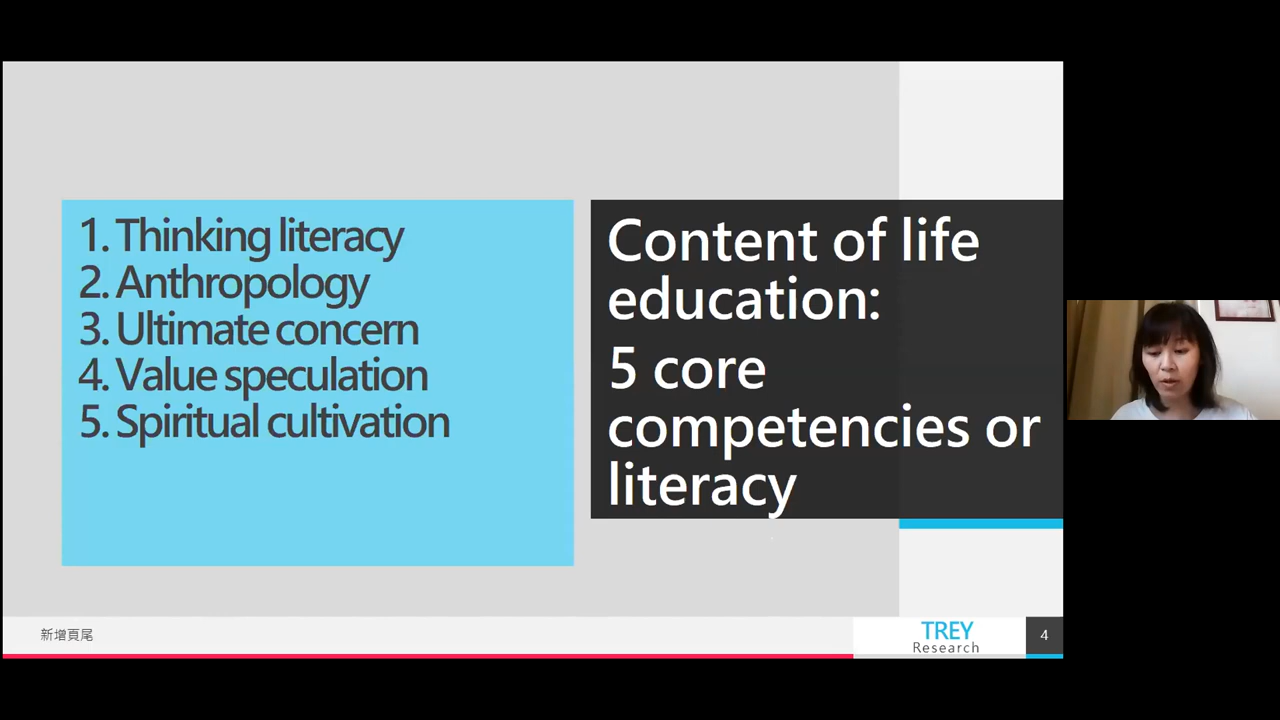 1. Thinking literacy
2. Anthropology
3. Ultimate concern
4. Value speculation
5. Spiritual cultivation
Content of life
education:
5 core
competencies or
literacy
新增頁尾
TREY
Research
4